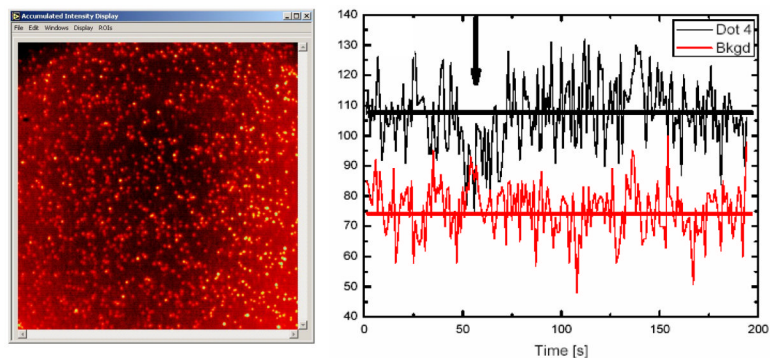 Accumulated Intensity Display
File Edit Windows Display ROIs
140
130
120
110
100
90
80
70
60
50
40
Dot 4
Bkgd
0 50 100 150 200
Time [s]